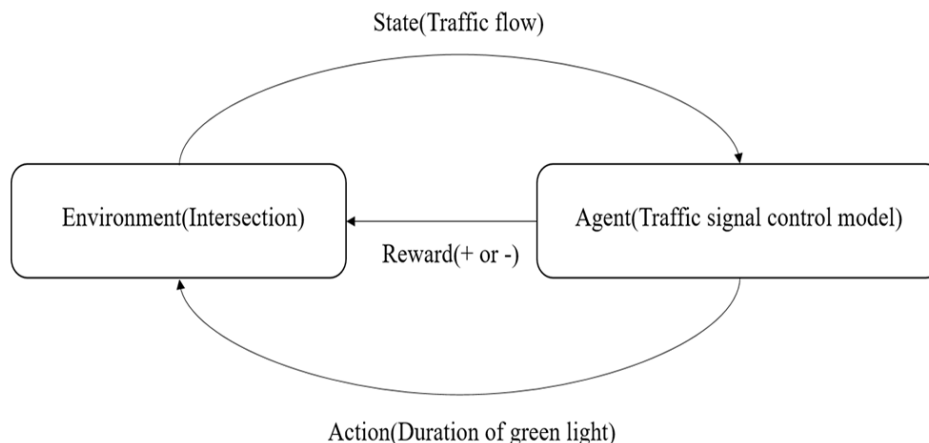 State(Traffic flow)
Environment(Intersection)
Agent(Traffic signal control model)
Reward(+ or -)
Action(Duration of green light)